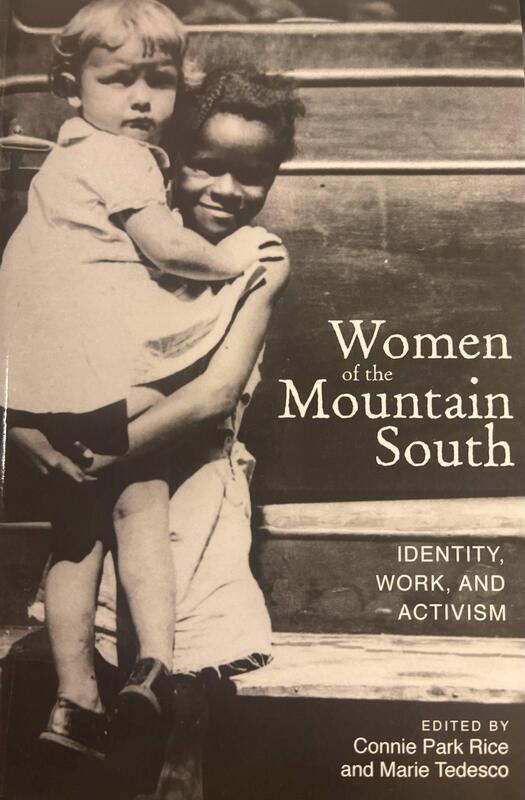 Women
of the
Mountain
South
IDENTITY,
WORK, AND
ACTIVISM
EDITED BY
Connie Park Rice
and Marie Tedesco